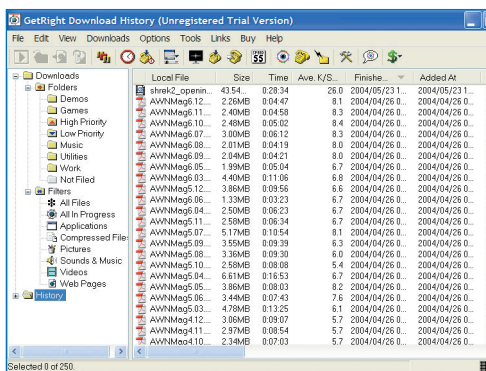 GetRight Download History (Unregistered Trial Version)
File Edit View Downloads Options Tools Links Buy Help
Downloads
Folders
Demos
Games
High Priority
Low Priority
Music
Utilities
Work
Not Filed
Filters
All Files
All In Progress
Applications
Compressed Files
Pictures
Sounds & Music
Videos
Web Pages
History
Local File Size Time Ave. K/S... Finishe... Added At
shrek2_openin... 43.54... 0:28:34 26.0 2004/05/23 1... 2004/05/23 1...
AWNMag6.12... 2.26MB 0:04:47 8.1 2004/04/26 0... 2004/04/26 0...
AWNMag6.11... 2.40MB 0:04:58 8.3 2004/04/26 0... 2004/04/26 0...
AWNMag6.10... 2.48MB 0:05:02 8.4 2004/04/26 0... 2004/04/26 0...
AWNMag6.07... 3.00MB 0:06:12 8.3 2004/04/26 0... 2004/04/26 0...
AWNMag6.08... 2.01MB 0:04:19 8.0 2004/04/26 0... 2004/04/26 0...
AWNMag6.09... 2.04MB 0:04:21 8.0 2004/04/26 0... 2004/04/26 0...
AWNMag6.05... 1.99MB 0:05:04 6.7 2004/04/26 0... 2004/04/26 0...
AWNMag6.03... 4.40MB 0:11:06 6.8 2004/04/26 0... 2004/04/26 0...
AWNMag5.12... 3.86MB 0:09:56 6.6 2004/04/26 0... 2004/04/26 0...
AWNMag6.06... 1.33MB 0:03:23 6.7 2004/04/26 0... 2004/04/26 0...
AWNMag6.04... 2.50MB 0:06:23 6.7 2004/04/26 0... 2004/04/26 0...
AWNMag5.11... 2.58MB 0:06:34 6.7 2004/04/26 0... 2004/04/26 0...
AWNMag5.07... 5.17MB 0:10:54 8.1 2004/04/26 0... 2004/04/26 0...
AWNMag5.09... 3.55MB 0:09:39 6.3 2004/04/26 0... 2004/04/26 0...
AWNMag5.08... 3.36MB 0:09:30 6.0 2004/04/26 0... 2004/04/26 0...
AWNMag5.10... 2.58MB 0:08:08 5.4 2004/04/26 0... 2004/04/26 0...
AWNMag5.04... 6.61MB 0:16:53 6.7 2004/04/26 0... 2004/04/26 0...
AWNMag5.05... 3.86MB 0:08:03 8.2 2004/04/26 0... 2004/04/26 0...
AWNMag5.06... 3.44MB 0:07:43 7.6 2004/04/26 0... 2004/04/26 0...
AWNMag5.03... 4.78MB 0:13:25 6.1 2004/04/26 0... 2004/04/26 0...
AWNMag4.12... 3.06MB 0:09:07 5.7 2004/04/26 0... 2004/04/26 0...
AWNMag4.11... 2.97MB 0:08:54 5.7 2004/04/26 0... 2004/04/26 0...
AWNMag4.10... 2.34MB 0:07:03 5.7 2004/04/26 0... 2004/04/26 0...
Selected 0 of 250.